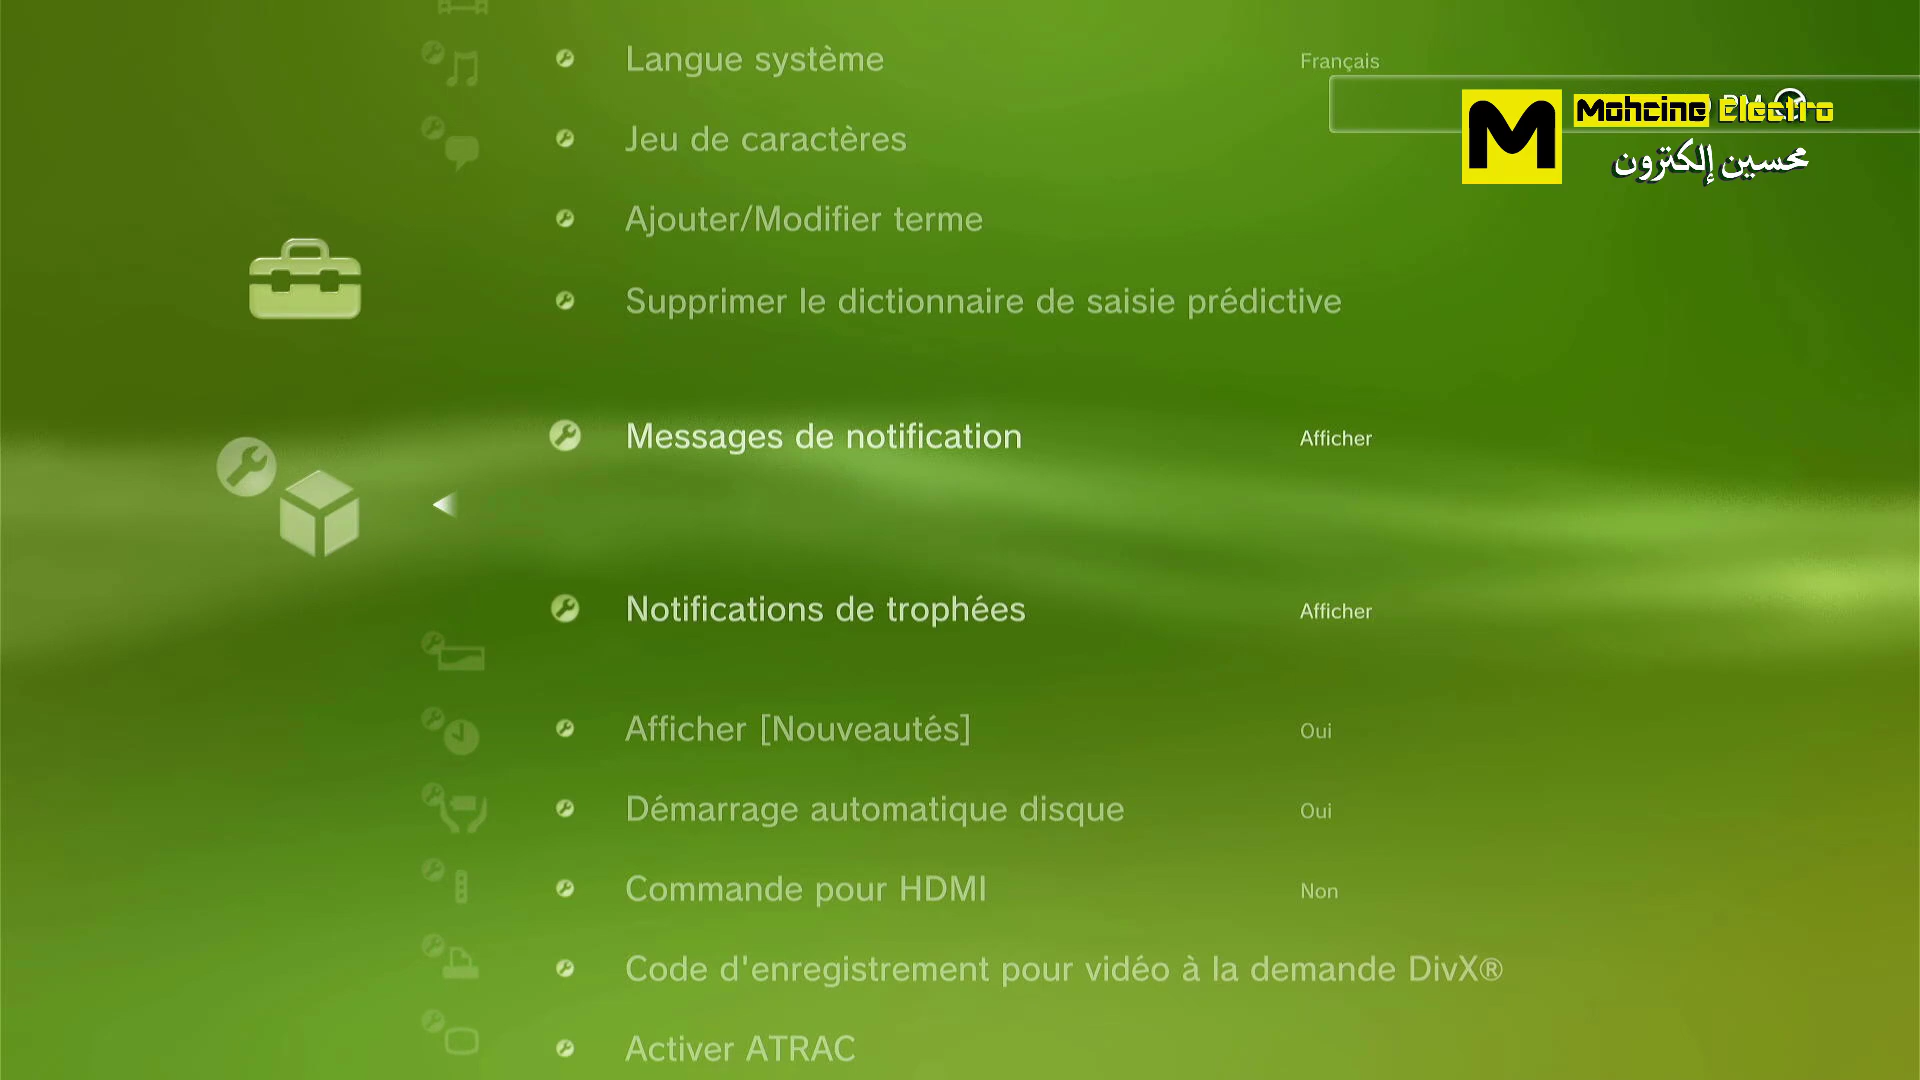 Langue système
Français
Jeu de caractères
Mohcine Electro
M
محسين إلكترون
Ajouter/Modifier terme
Supprimer le dictionnaire de saisie prédictive
Messages de notification
Afficher
Notifications de trophées
Afficher
Afficher [Nouveautés]
Oui
Démarrage automatique disque
Oui
Commande pour HDMI
Non
Code d'enregistrement pour vidéo à la demande DivX®
Activer ATRAC